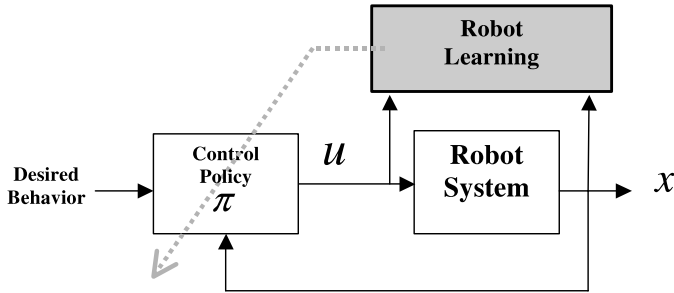 Robot
Learning
Desired
Behavior
Control
Policy
π
u
Robot
System
x